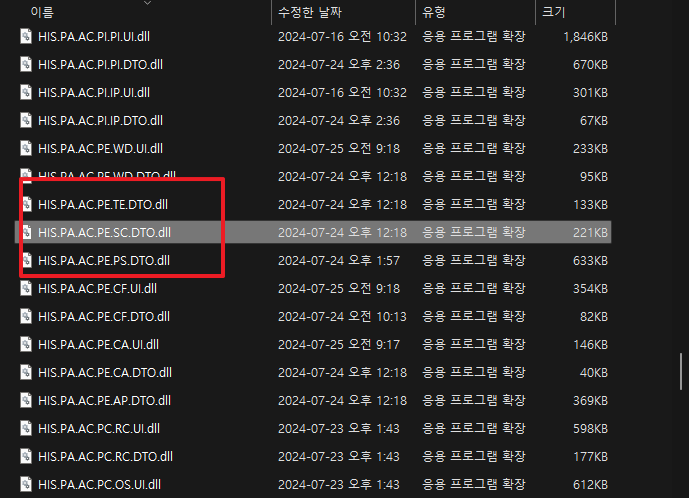 이름 수정한 날짜 유형 크기
HIS.PA.AC.PI.PI.UI.dll 2024-07-16 오전 10:32 응용 프로그램 확장 1,846KB
HIS.PA.AC.PI.PI.DTO.dll 2024-07-24 오후 2:36 응용 프로그램 확장 670KB
HIS.PA.AC.PI.IP.UI.dll 2024-07-16 오전 10:32 응용 프로그램 확장 301KB
HIS.PA.AC.PI.IP.DTO.dll 2024-07-24 오후 2:36 응용 프로그램 확장 67KB
HIS.PA.AC.PE.WD.UI.dll 2024-07-25 오전 9:18 응용 프로그램 확장 233KB
HIS.PA.AC.PE.WD.DTO.dll 2024-07-24 오후 12:18 응용 프로그램 확장 95KB
HIS.PA.AC.PE.TE.DTO.dll 2024-07-24 오후 12:18 응용 프로그램 확장 133KB
HIS.PA.AC.PE.SC.DTO.dll 2024-07-24 오후 12:18 응용 프로그램 확장 221KB
HIS.PA.AC.PE.PS.DTO.dll 2024-07-24 오후 1:57 응용 프로그램 확장 633KB
HIS.PA.AC.PE.CF.UI.dll 2024-07-25 오전 9:18 응용 프로그램 확장 354KB
HIS.PA.AC.PE.CF.DTO.dll 2024-07-24 오전 10:13 응용 프로그램 확장 82KB
HIS.PA.AC.PE.CA.UI.dll 2024-07-25 오전 9:17 응용 프로그램 확장 146KB
HIS.PA.AC.PE.CA.DTO.dll 2024-07-24 오후 12:18 응용 프로그램 확장 40KB
HIS.PA.AC.PE.AP.DTO.dll 2024-07-24 오후 12:18 응용 프로그램 확장 369KB
HIS.PA.AC.PC.RC.UI.dll 2024-07-23 오후 1:43 응용 프로그램 확장 598KB
HIS.PA.AC.PC.RC.DTO.dll 2024-07-23 오후 1:43 응용 프로그램 확장 177KB
HIS.PA.AC.PC.OS.UI.dll 2024-07-23 오후 1:43 응용 프로그램 확장 612KB